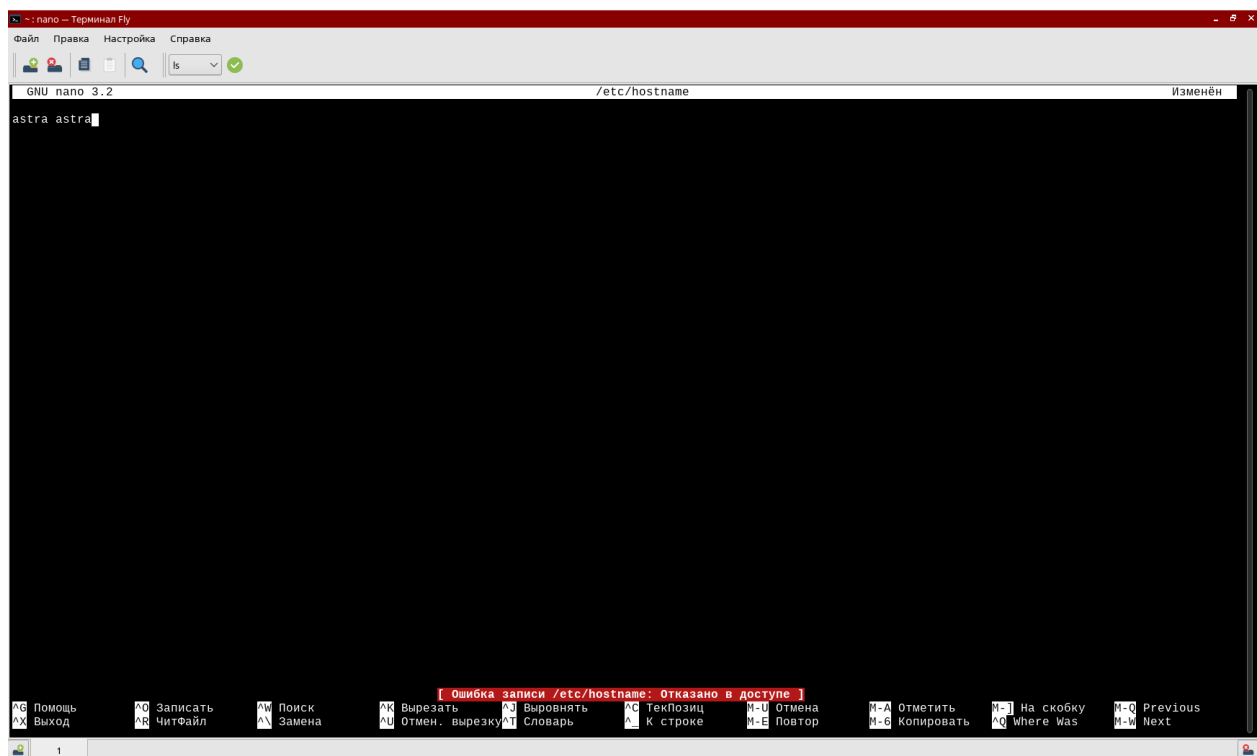 ~ : nano — Терминал Fly
Файл Правка Настройка Справка
ls
GNU nano 3.2 /etc/hostname Изменён
astra astra
[ Ошибка записи /etc/hostname: Отказано в доступе ]
^G Помощь ^O Записать ^W Поиск ^K Вырезать ^J Выровнять ^C ТекПозиц M-U Отмена M-A Отметить M-] На скобку M-Q Previous
^X Выход ^R ЧитФайл ^\ Замена ^U Отмен. вырезку ^T Словарь ^_ К строке M-E Повтор M-6 Копировать ^Q Where Was M-W Next
1